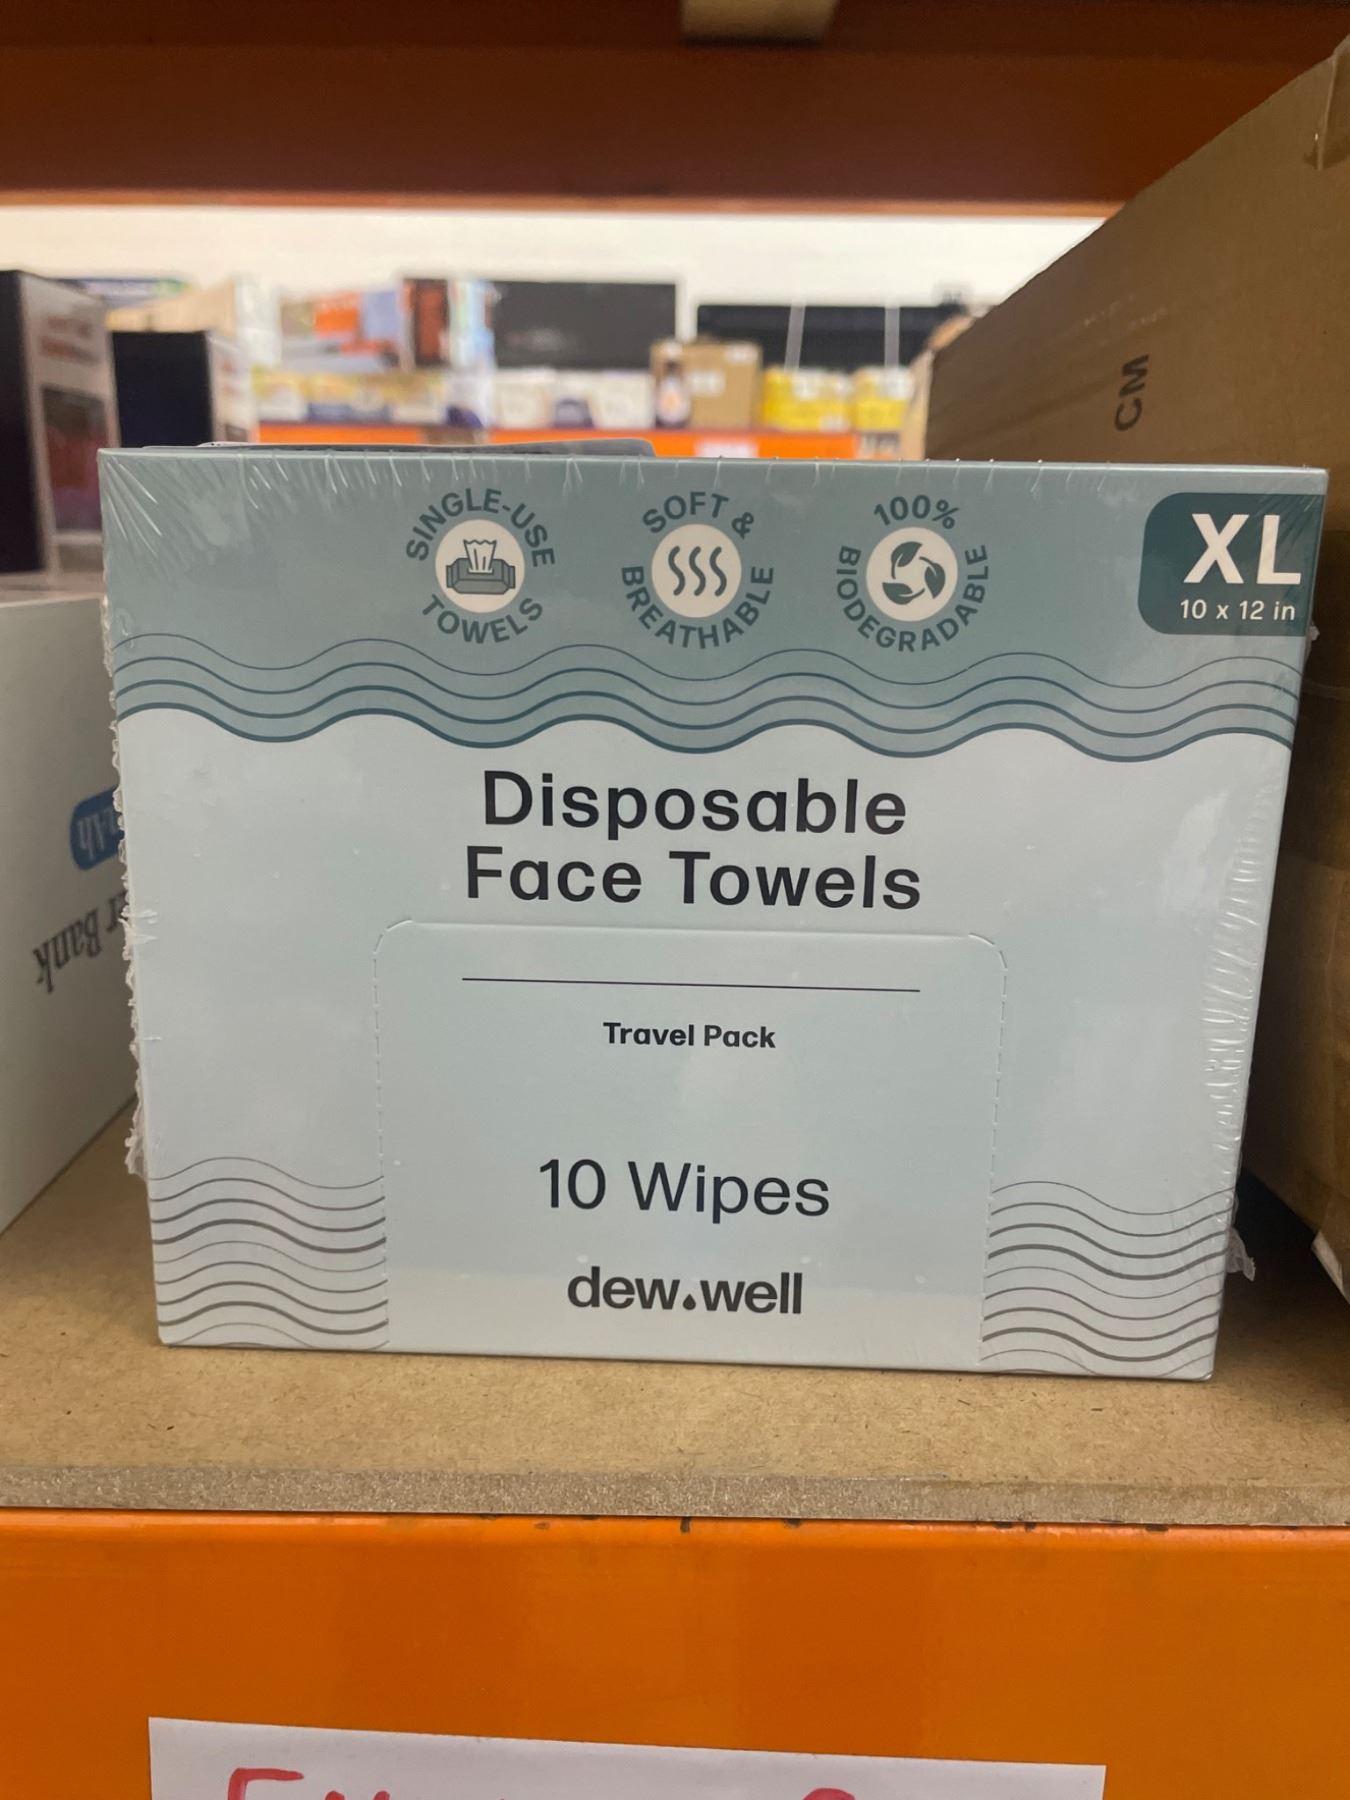 SINGLE-USE
TOWELS
SOFT &
BREATHABLE
100%
BIODEGRADABLE
XL
10 x 12 in
Disposable
Face Towels
Travel Pack
10 Wipes
dew.well
CM
Bank